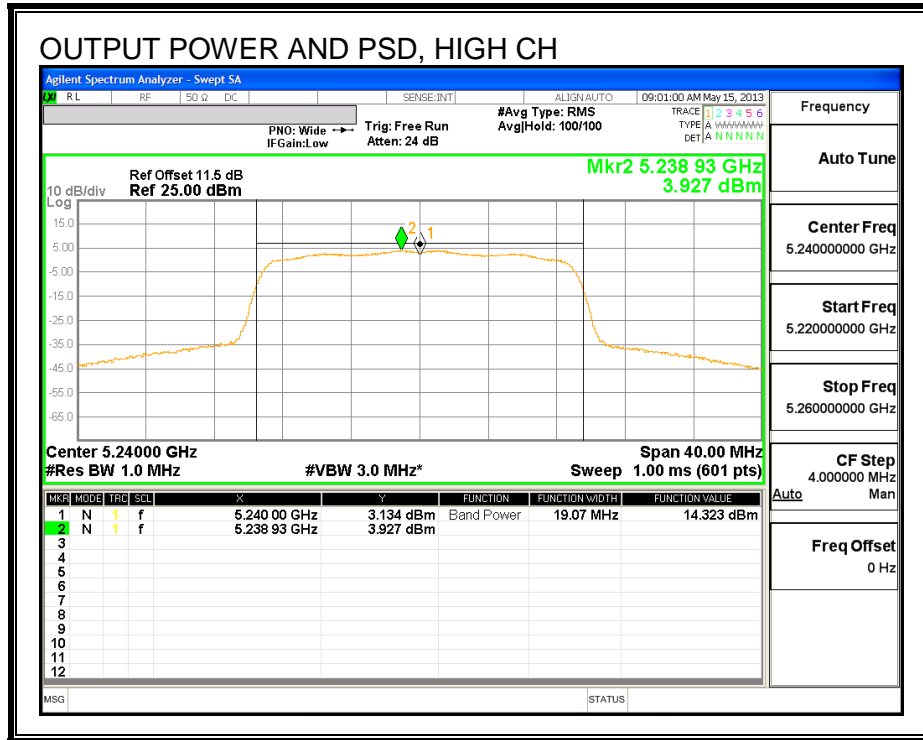 OUTPUT POWER AND PSD, HIGH CH
Agilent Spectrum Analyzer - Swept SA
LXI RL RF 50 Ω DC SENSE:INT ALIGN AUTO 09:01:00 AM May 15, 2013
PNO: Wide Trig: Free Run #Avg Type: RMS TRACE 1 2 3 4 5 6
IFGain:Low Atten: 24 dB Avg|Hold: 100/100 TYPE A WWWWW
DET A N N N N N
Frequency
Auto Tune
Center Freq
5.240000000 GHz
Start Freq
5.220000000 GHz
Stop Freq
5.260000000 GHz
CF Step
4.000000 MHz
Auto Man
Freq Offset
0 Hz
Mkr2 5.238 93 GHz
3.927 dBm
Ref Offset 11.5 dB
10 dB/div Ref 25.00 dBm
Log
15.0
5.00
-5.00
-15.0
-25.0
-35.0
-45.0
-55.0
-65.0
2 1
Center 5.24000 GHz Span 40.00 MHz
#Res BW 1.0 MHz #VBW 3.0 MHz* Sweep 1.00 ms (601 pts)
MKR MODE TRC SCL X Y FUNCTION FUNCTION WIDTH FUNCTION VALUE
1 N 1 f 5.240 00 GHz 3.134 dBm Band Power 19.07 MHz 14.323 dBm
2 N 1 f 5.238 93 GHz 3.927 dBm
3
4
5
6
7
8
9
10
11
12
MSG STATUS